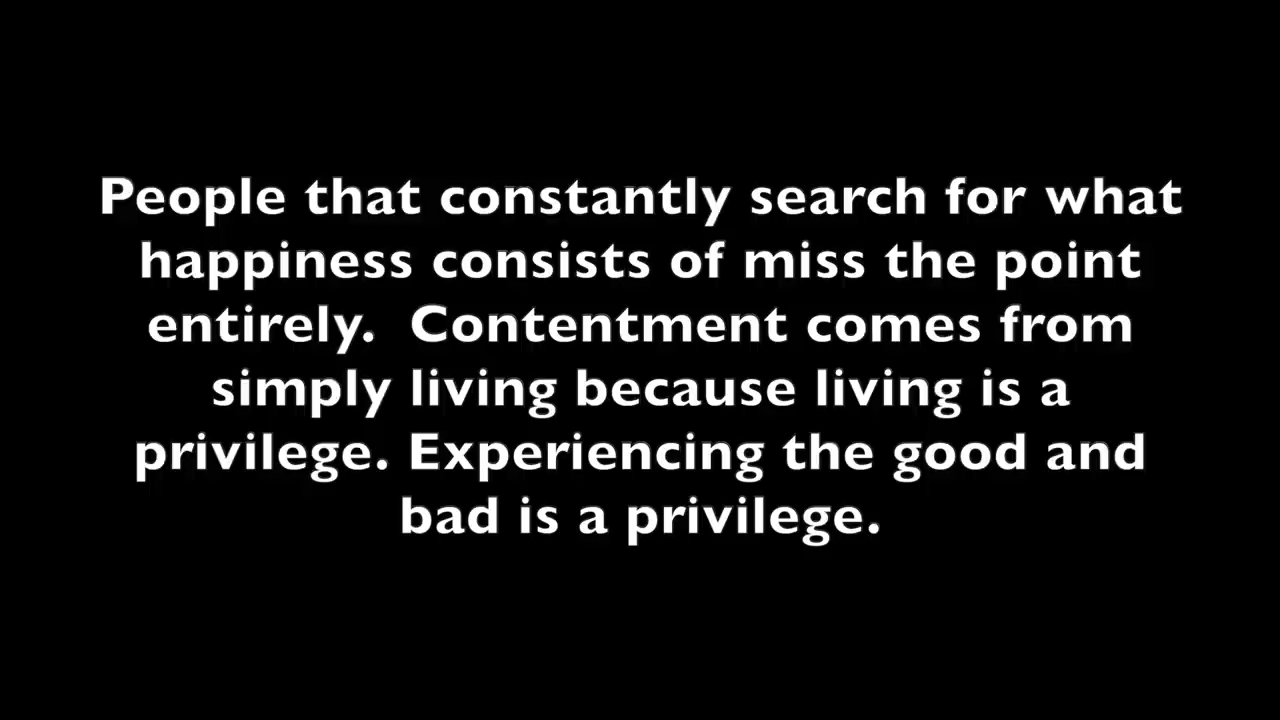 People that constantly search for what
happiness consists of miss the point
entirely.  Contentment comes from
simply living because living is a
privilege. Experiencing the good and
bad is a privilege.